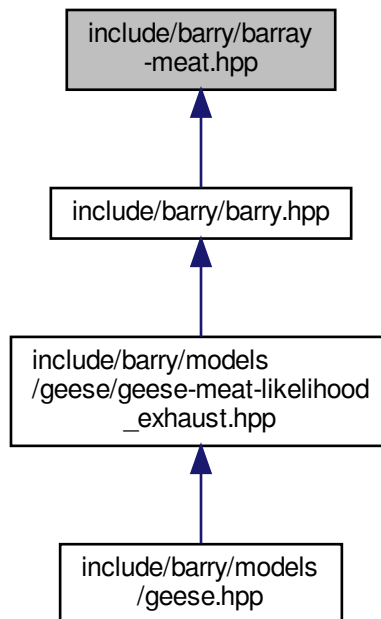 include/barry/barray
-meat.hpp
include/barry/barry.hpp
include/barry/models
/geese/geese-meat-likelihood
_exhaust.hpp
include/barry/models
/geese.hpp